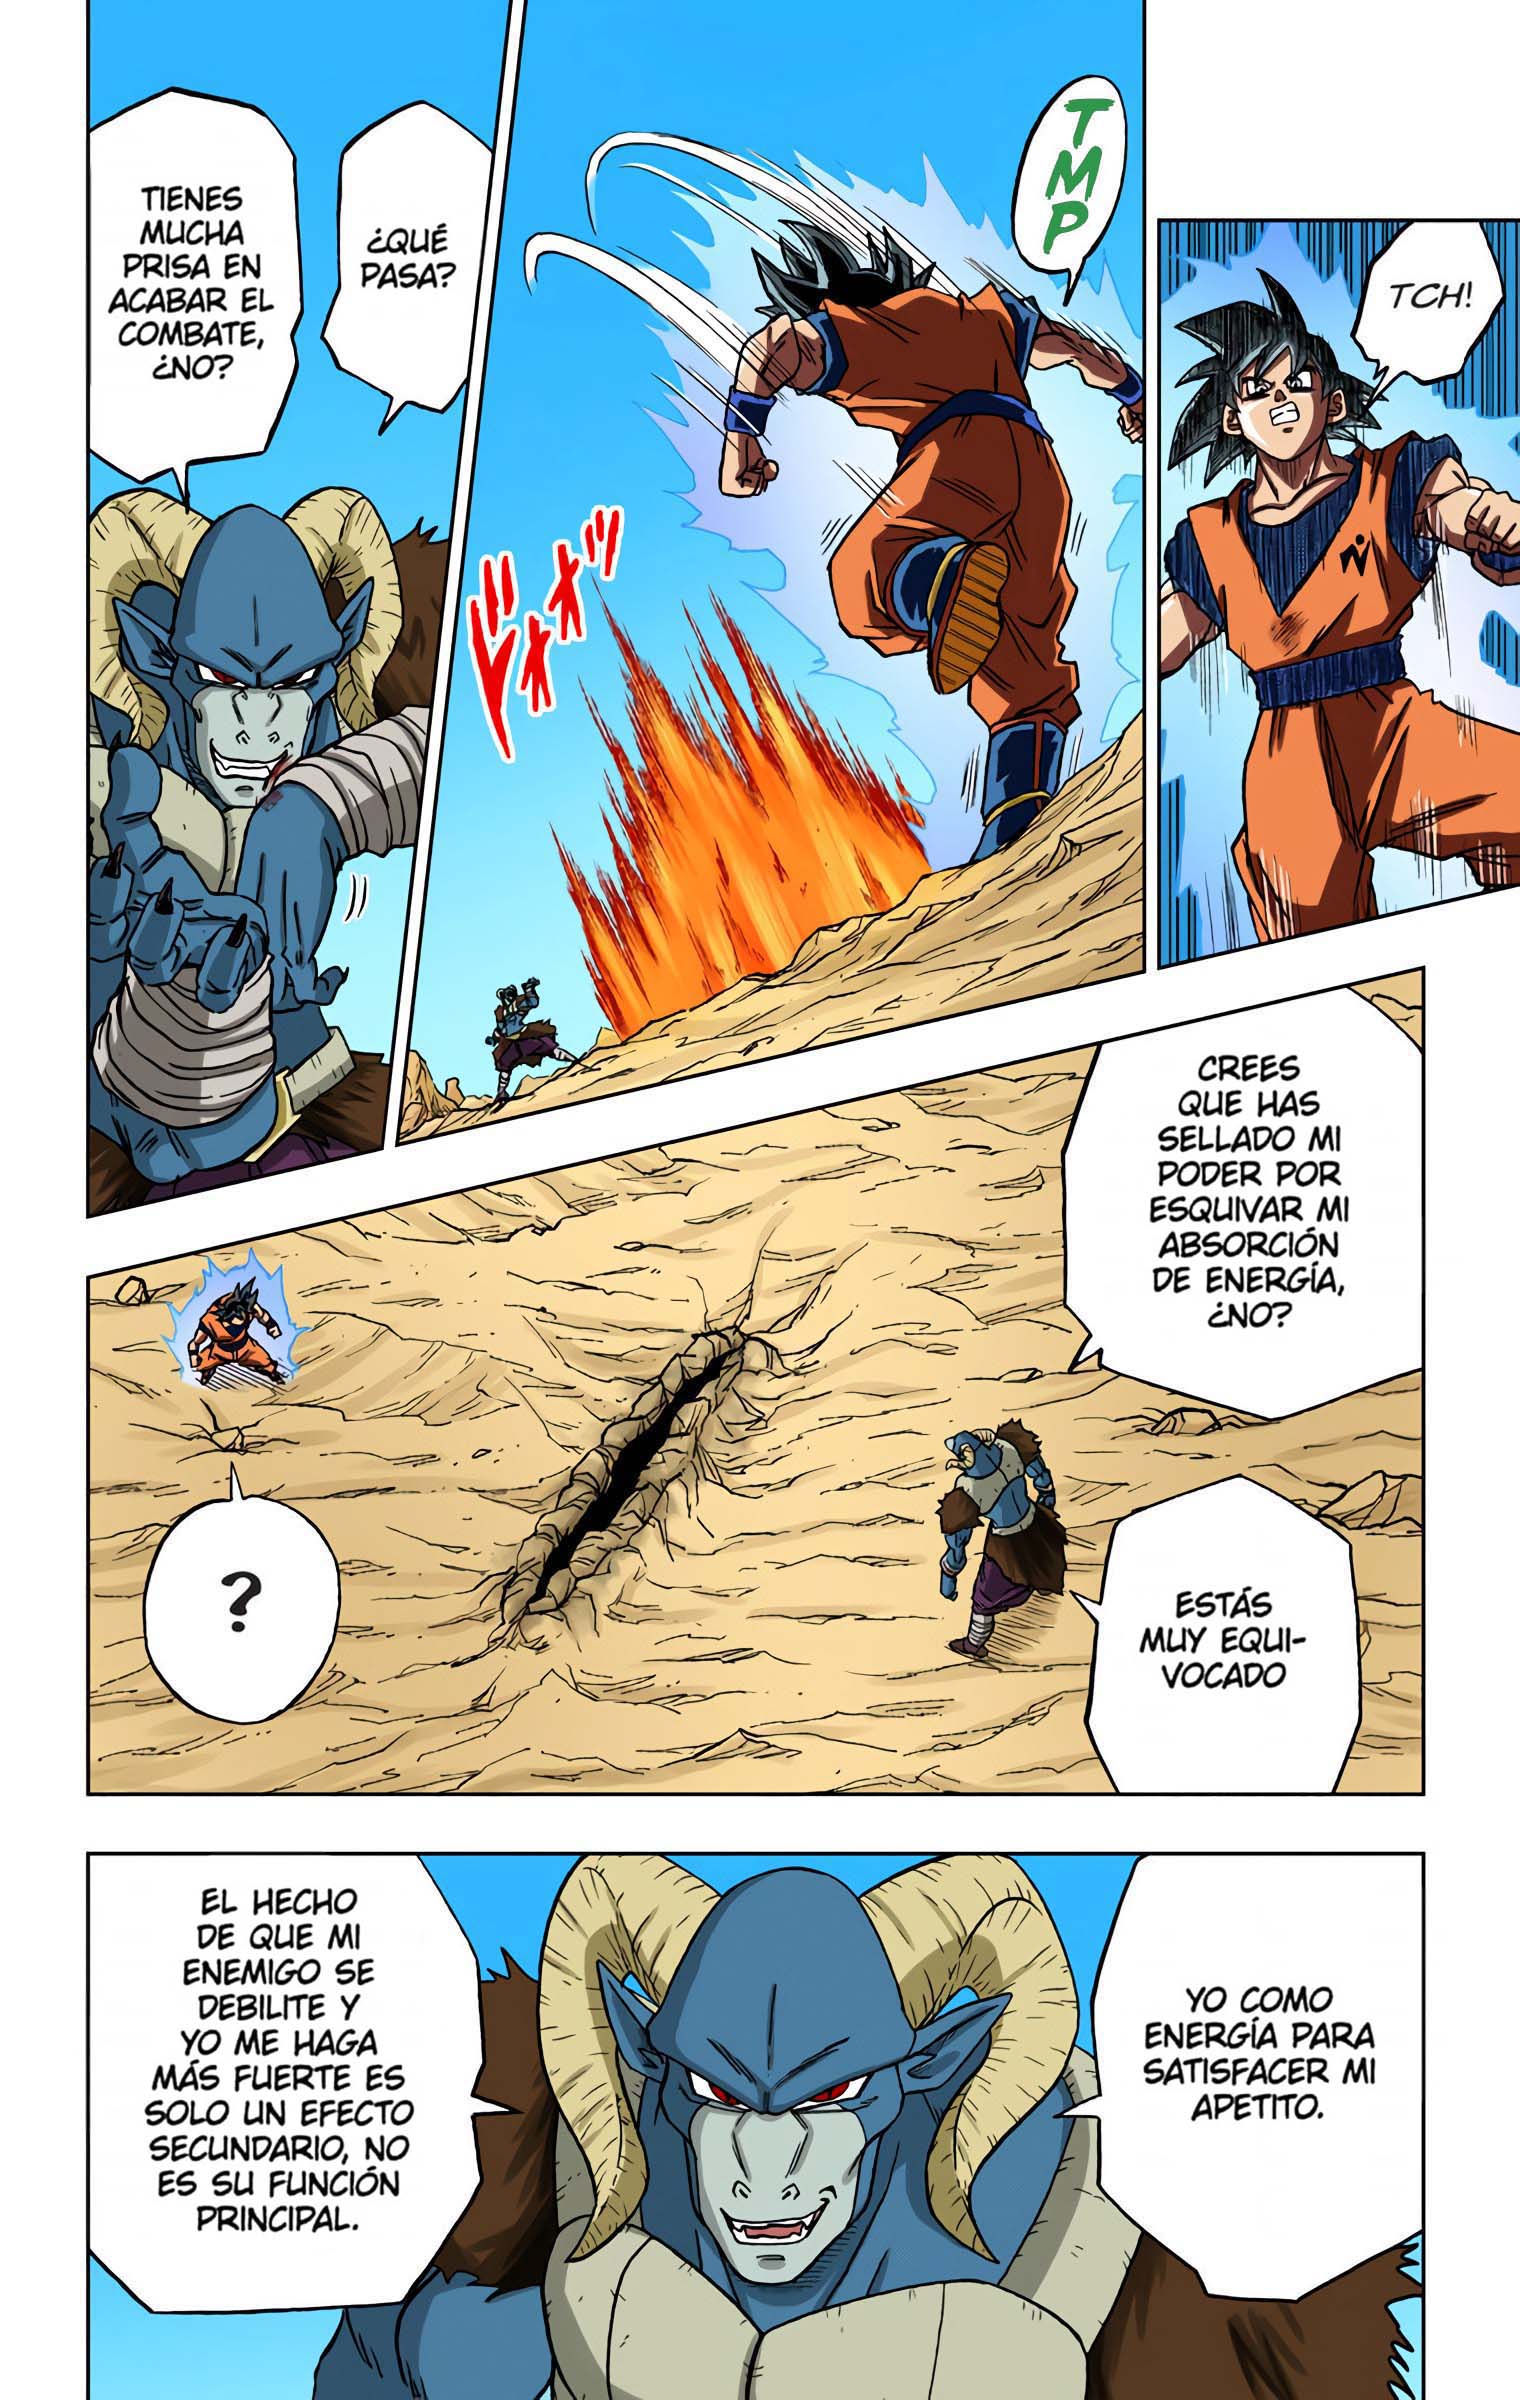 TCH!
TMP
ドドオオッ
¿QUÉ
PASA?
TIENES
MUCHA
PRISA EN
ACABAR EL
COMBATE,
¿NO?
CREES
QUE HAS
SELLADO MI
PODER POR
ESQUIVAR MI
ABSORCIÓN
DE ENERGÍA,
¿NO?
ESTÁS
MUY EQUI-
VOCADO
?
YO COMO
ENERGÍA PARA
SATISFACER MI
APETITO.
EL HECHO
DE QUE MI
ENEMIGO SE
DEBILITE Y
YO ME HAGA
MÁS FUERTE ES
SOLO UN EFECTO
SECUNDARIO, NO
ES SU FUNCIÓN
PRINCIPAL.